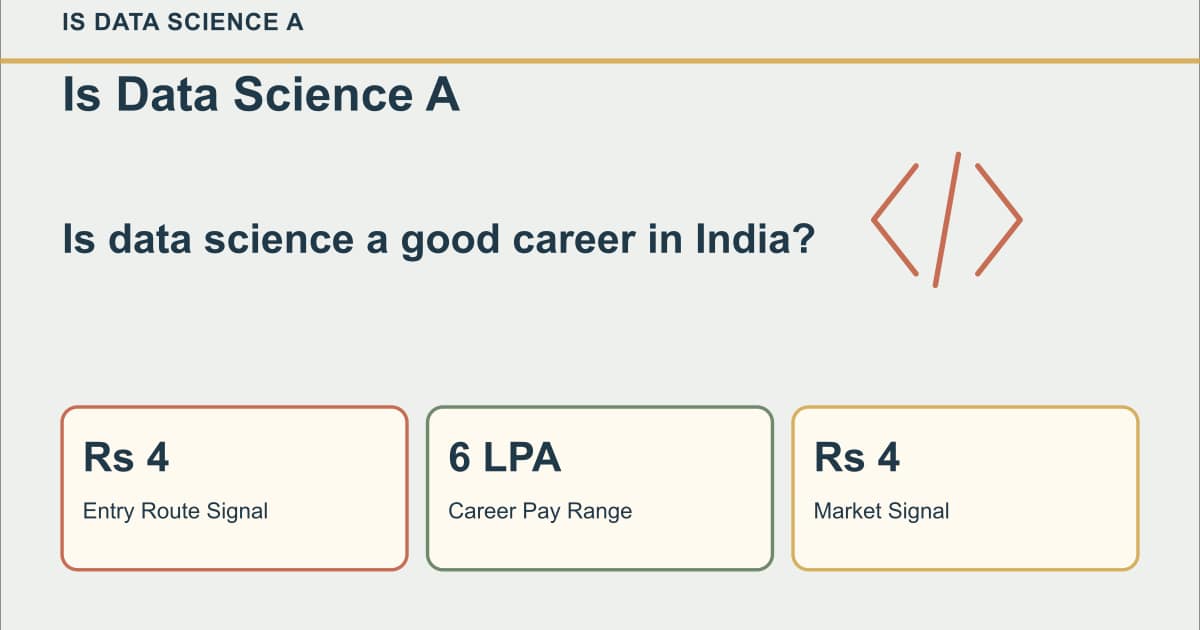 IS DATA SCIENCE A
Is Data Science A
Is data science a good career in India?
Rs 4
Entry Route Signal
6 LPA
Career Pay Range
Rs 4
Market Signal